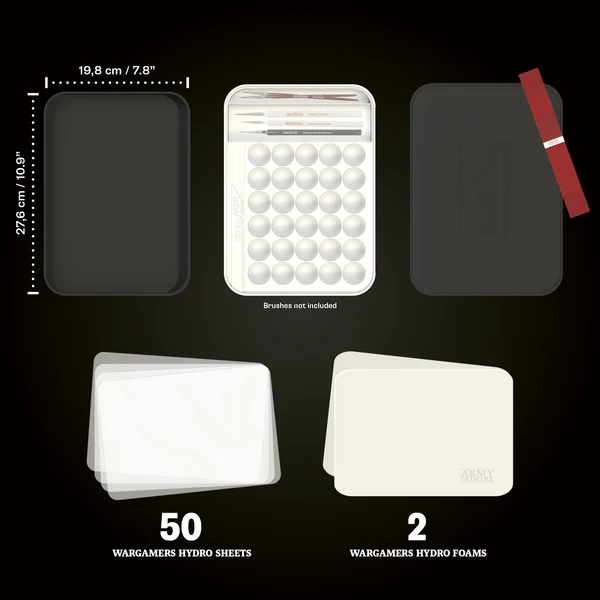 19,8 cm / 7.8"
27,6 cm / 10.9"
Brushes not included
ARMY
PAINTER
50
WARGAMERS HYDRO SHEETS
2
WARGAMERS HYDRO FOAMS